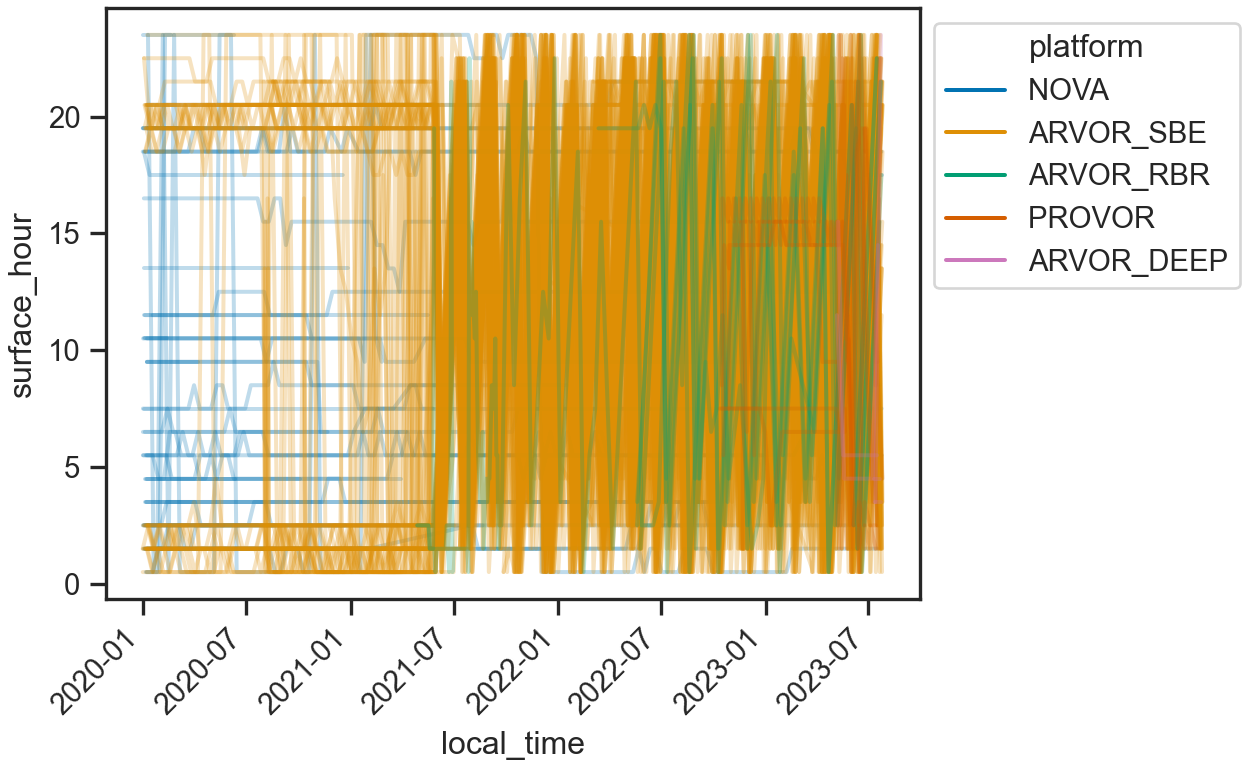 platform
NOVA
ARVOR_SBE
ARVOR_RBR
PROVOR
ARVOR_DEEP
surface_hour
20
15
10
5
0
2020-01
2020-07
2021-01
2021-07
2022-01
2022-07
2023-01
2023-07
local_time